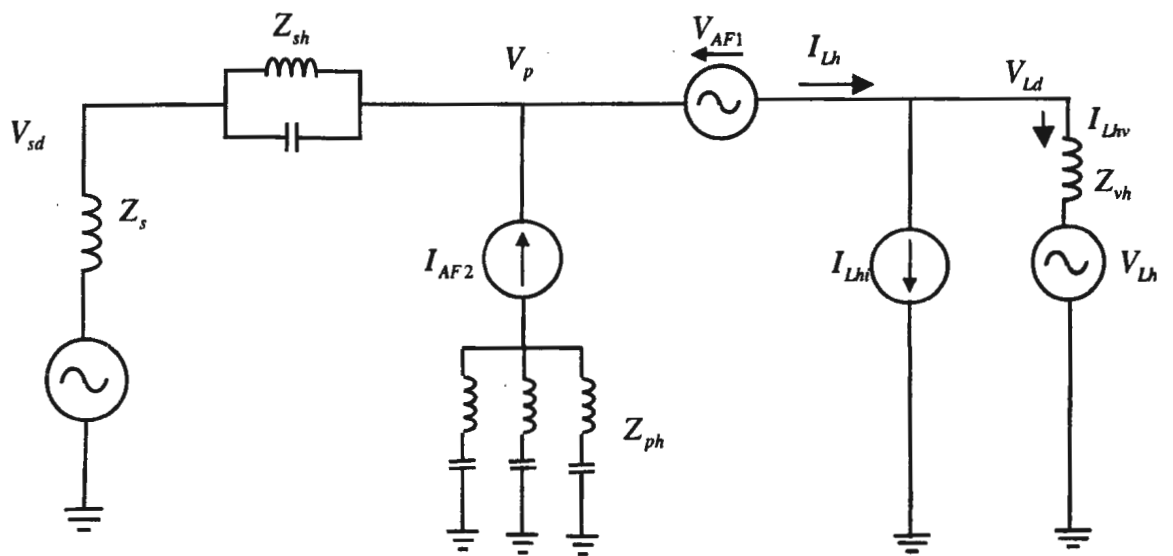 Z_sh
V_p
V_AF1
I_Lh
V_Ld
V_sd
I_Lhv
Z_vh
Z_s
I_AF2
I_Lhi
V_Lh
Z_ph